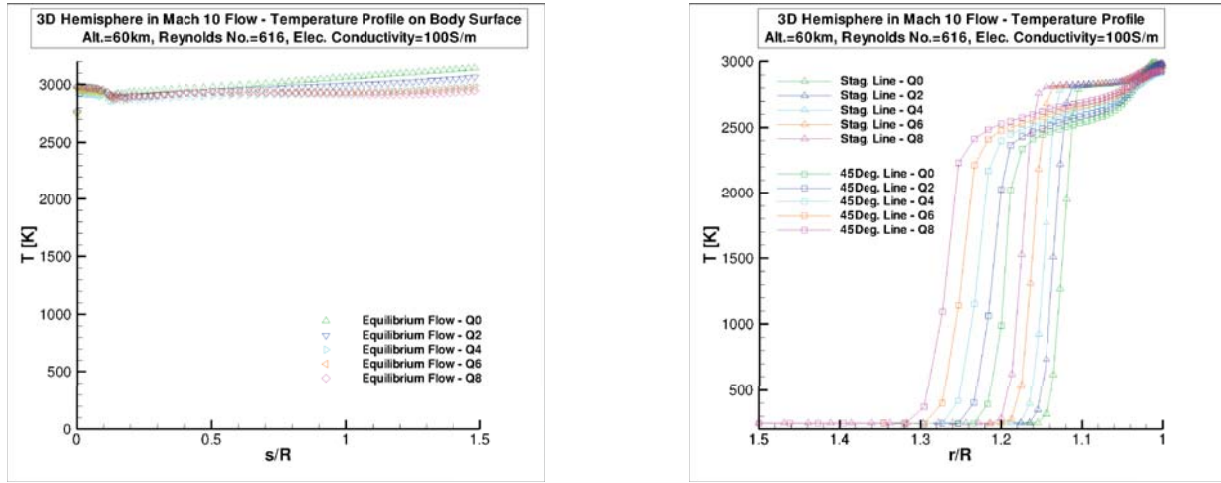 3D Hemisphere in Mach 10 Flow - Temperature Profile on Body Surface
Alt.=60km, Reynolds No.=616, Elec. Conductivity=100S/m
3000
2500
2000
1500
1000
500
0
T [K]
Equilibrium Flow - Q0
Equilibrium Flow - Q2
Equilibrium Flow - Q4
Equilibrium Flow - Q6
Equilibrium Flow - Q8
0
0.5
1
1.5
s/R
3D Hemisphere in Mach 10 Flow - Temperature Profile
Alt.=60km, Reynolds No.=616, Elec. Conductivity=100S/m
3000
2500
2000
1500
1000
500
T [K]
Stag. Line - Q0
Stag. Line - Q2
Stag. Line - Q4
Stag. Line - Q6
Stag. Line - Q8
45Deg. Line - Q0
45Deg. Line - Q2
45Deg. Line - Q4
45Deg. Line - Q6
45Deg. Line - Q8
1.5
1.4
1.3
1.2
1.1
1
r/R